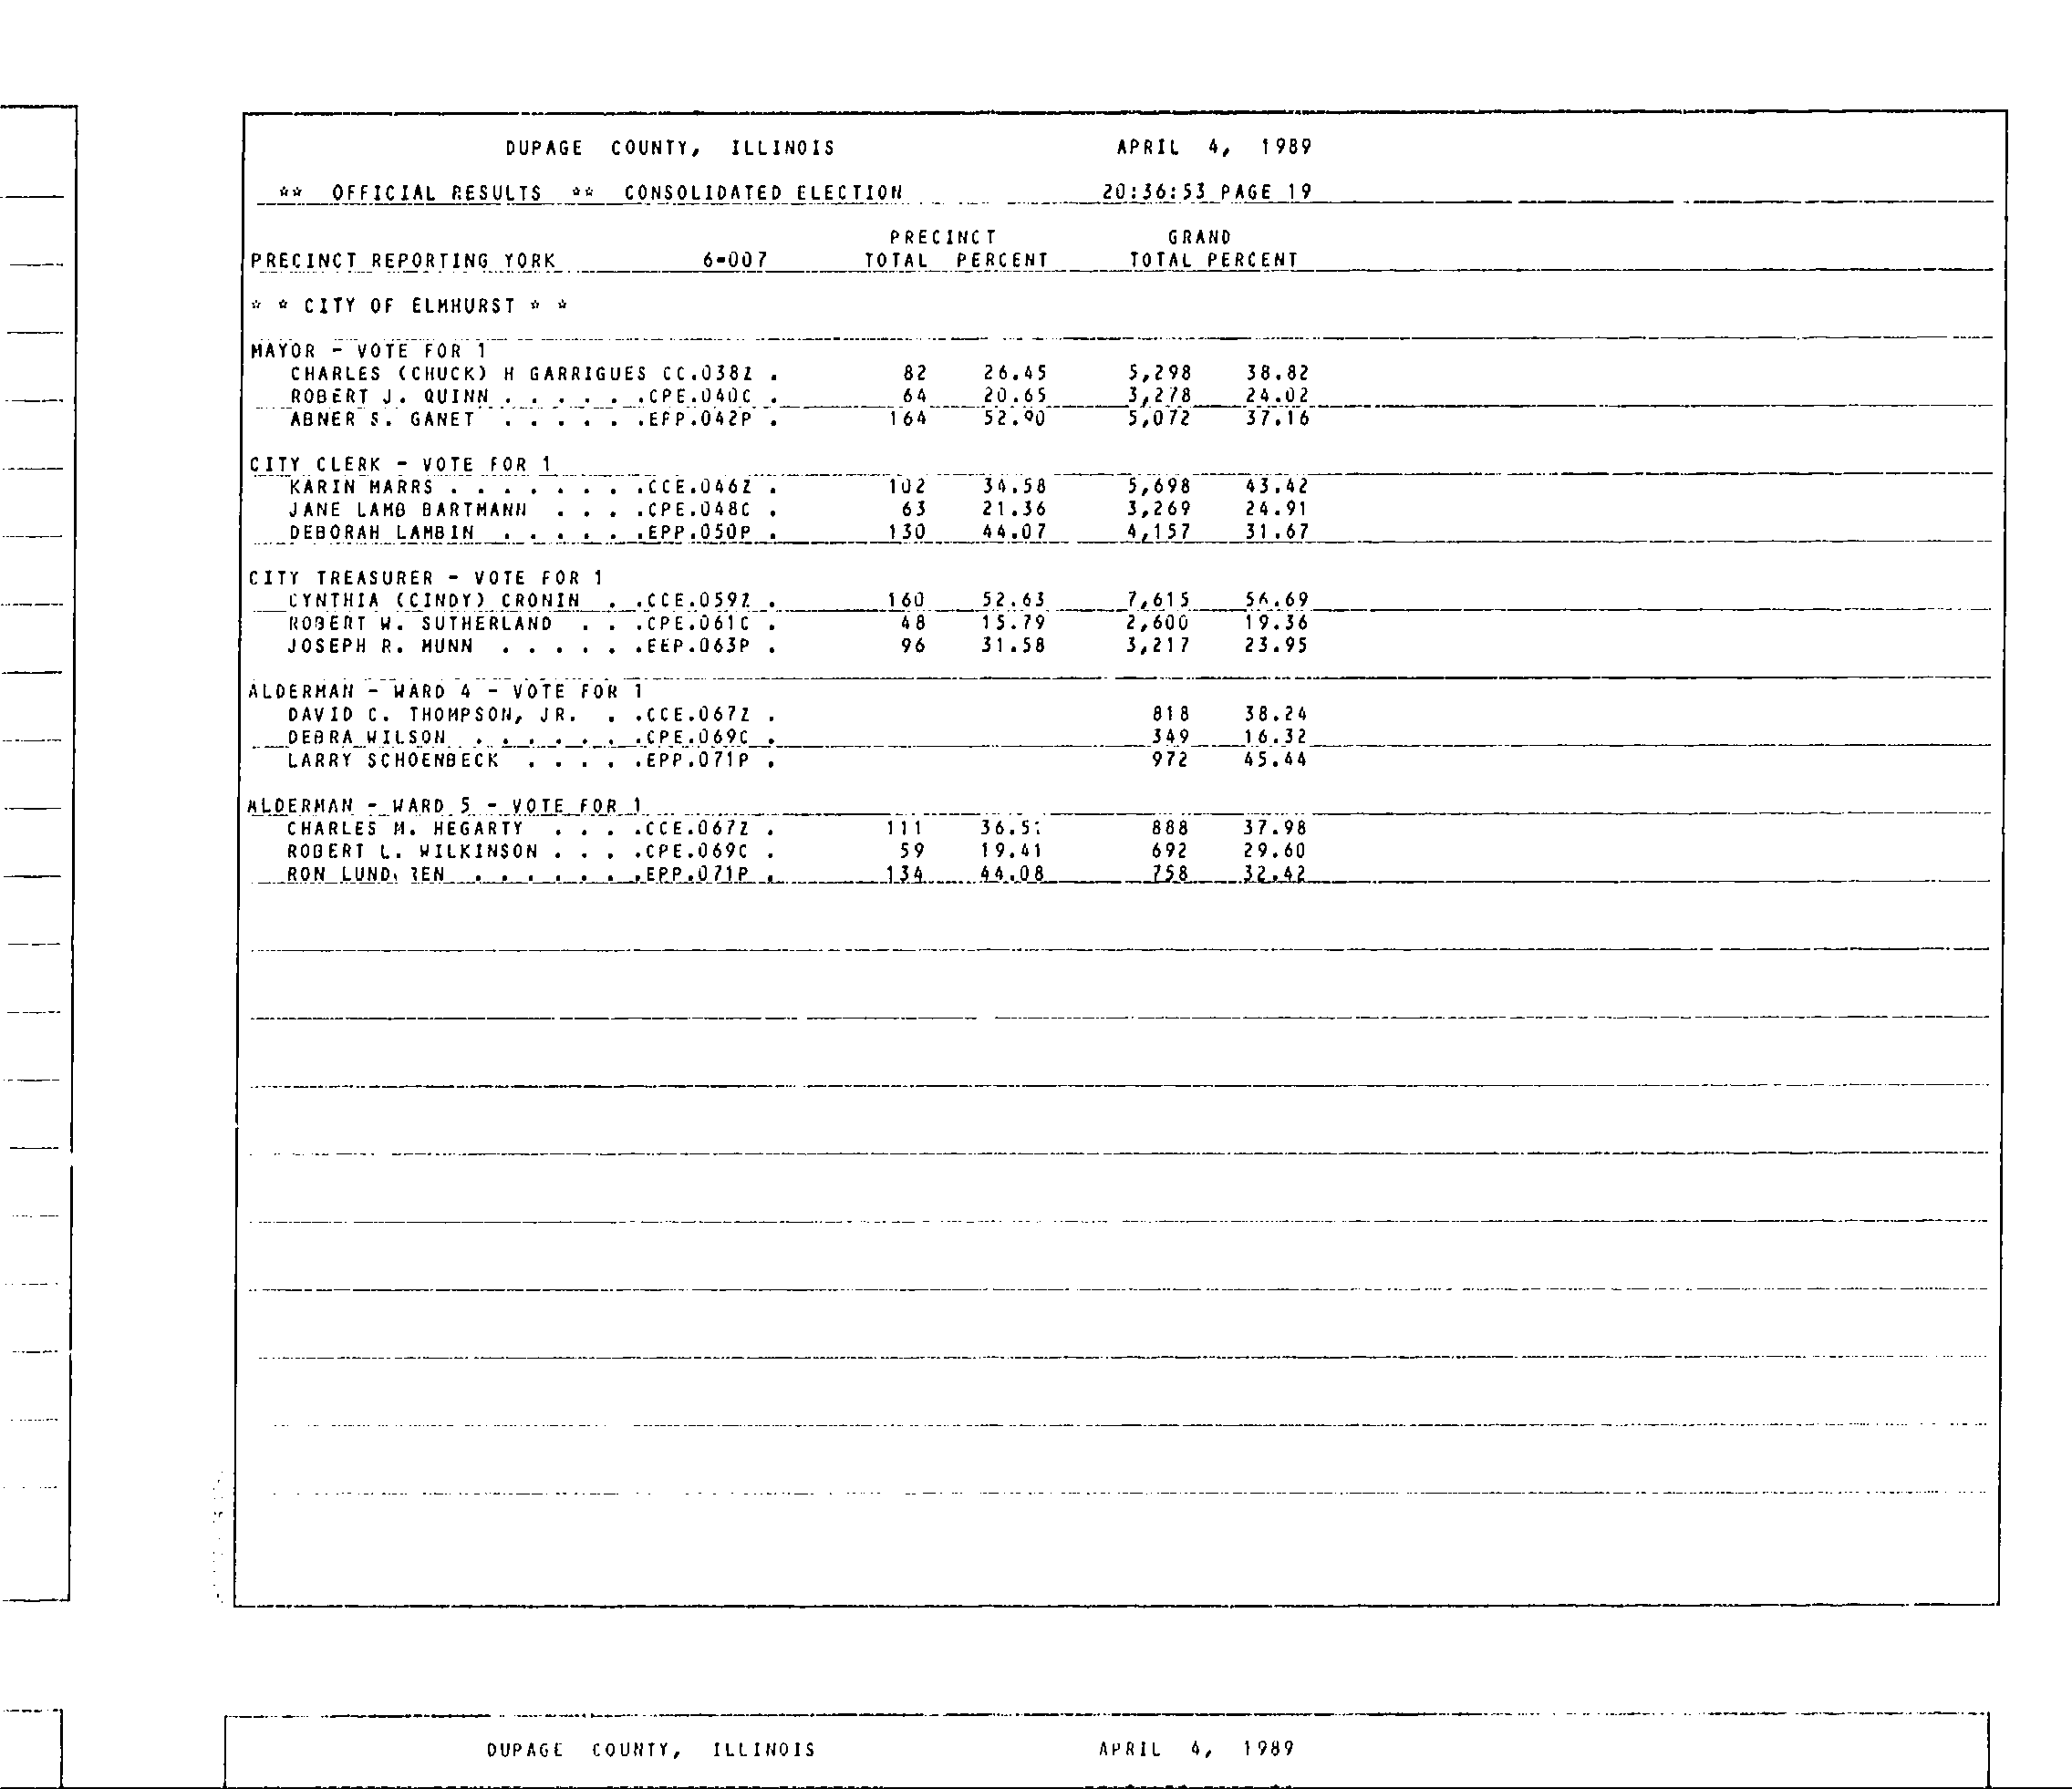 DUPAGE COUNTY, ILLINOIS APRIL 4, 1989
** OFFICIAL RESULTS ** CONSOLIDATED ELECTION 20:36:53 PAGE 19
PRECINCT GRAND
PRECINCT REPORTING YORK 6-007 TOTAL PERCENT TOTAL PERCENT
* * CITY OF ELMHURST * *
MAYOR - VOTE FOR 1
CHARLES (CHUCK) H GARRIGUES CC.038Z . 82 26.45 5,298 38.82
ROBERT J. QUINN . . . . . .CPE.040C . 64 20.65 3,278 24.02
ABNER S. GANET . . . . . .EPP.042P . 164 52.90 5,072 37.16
CITY CLERK - VOTE FOR 1
KARIN MARRS . . . . . . . .CCE.046Z . 102 34.58 5,698 43.42
JANE LAMB BARTMANN . . . .CPE.048C . 63 21.36 3,269 24.91
DEBORAH LAMBIN . . . . . .EPP.050P . 130 44.07 4,157 31.67
CITY TREASURER - VOTE FOR 1
CYNTHIA (CINDY) CRONIN . .CCE.059Z . 160 52.63 7,615 56.69
ROBERT W. SUTHERLAND . . .CPE.061C . 48 15.79 2,600 19.36
JOSEPH R. MUNN . . . . . .EEP.063P . 96 31.58 3,217 23.95
ALDERMAN - WARD 4 - VOTE FOR 1
DAVID C. THOMPSON, JR. . .CCE.067Z . 818 38.24
DEBRA WILSON . . . . . . .CPE.069C . 349 16.32
LARRY SCHOENBECK . . . . .EPP.071P . 972 45.44
ALDERMAN - WARD 5 - VOTE FOR 1
CHARLES M. HEGARTY . . . .CCE.067Z . 111 36.51 888 37.98
ROBERT L. WILKINSON . . . .CPE.069C . 59 19.41 692 29.60
RON . . . . . . .EPP.071P . 134 44.08 758 32.42
DUPAGE COUNTY, ILLINOIS APRIL 4, 1989